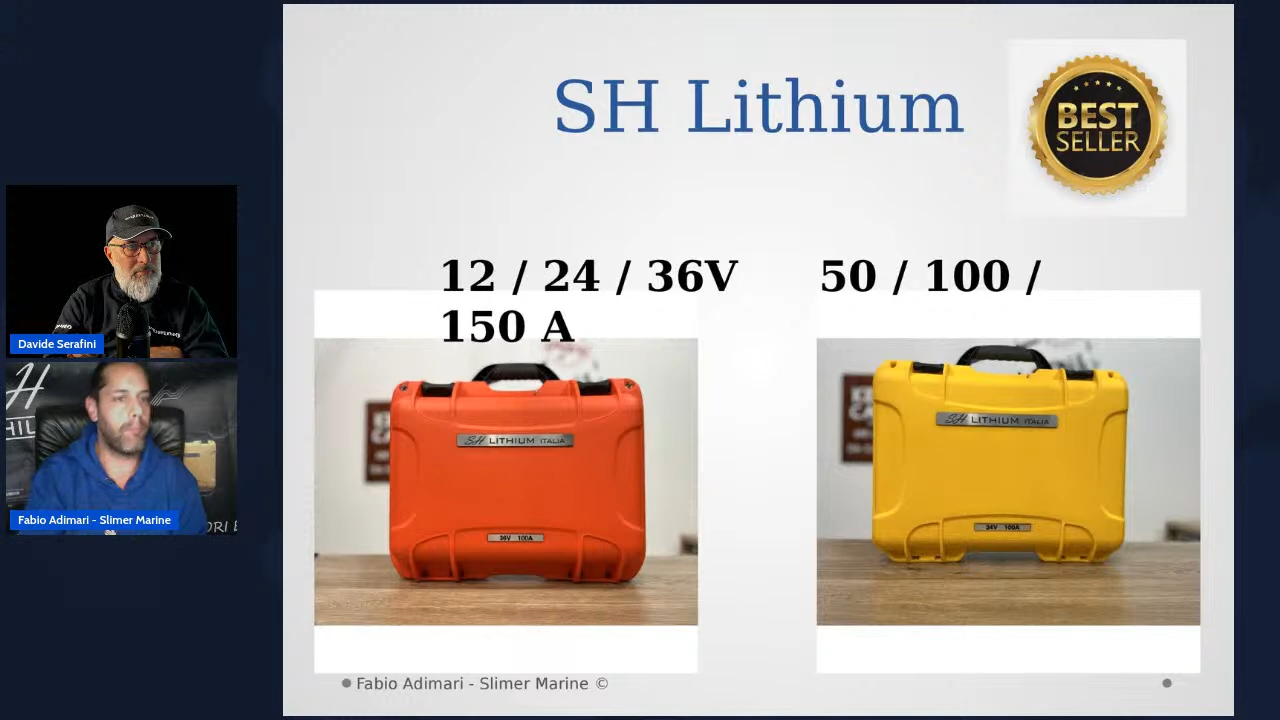 SH Lithium
BEST
SELLER
12 / 24 / 36V 50 / 100 /
150 A
SH LITHIUM ITALIA
36V 100A
SH LITHIUM ITALIA
24V 100A
Davide Serafini
H
Fabio Adimari - Slimer Marine
Fabio Adimari - Slimer Marine ©